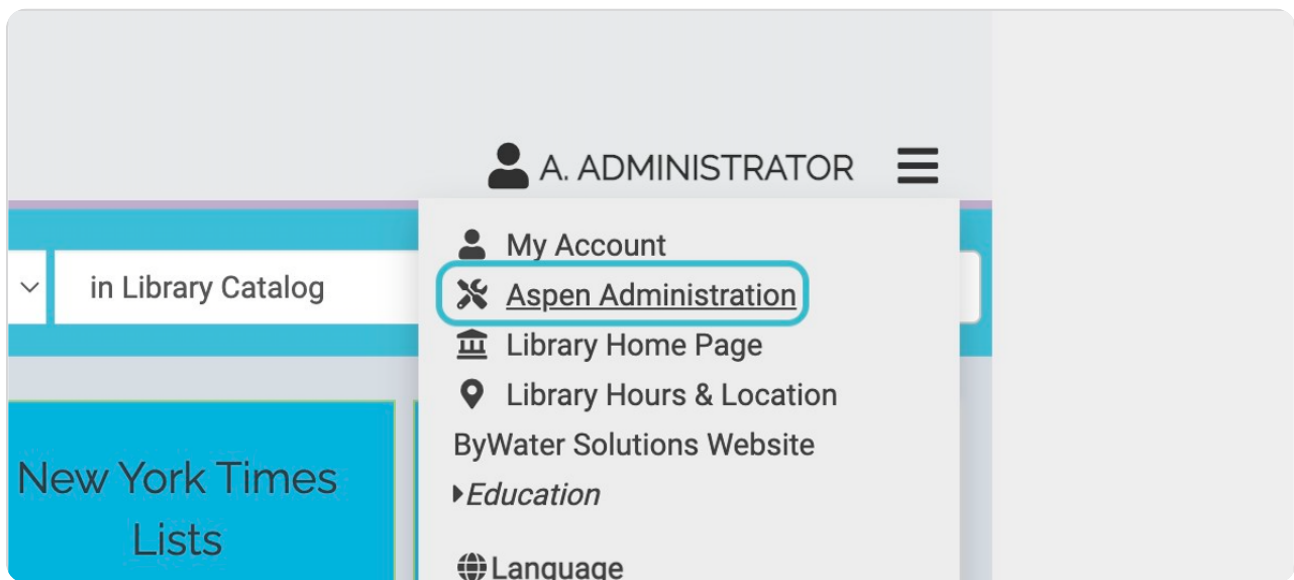 A. ADMINISTRATOR
My Account
in Library Catalog
Aspen Administration
Library Home Page
Library Hours & Location
ByWater Solutions Website
Education
New York Times
Lists
Language